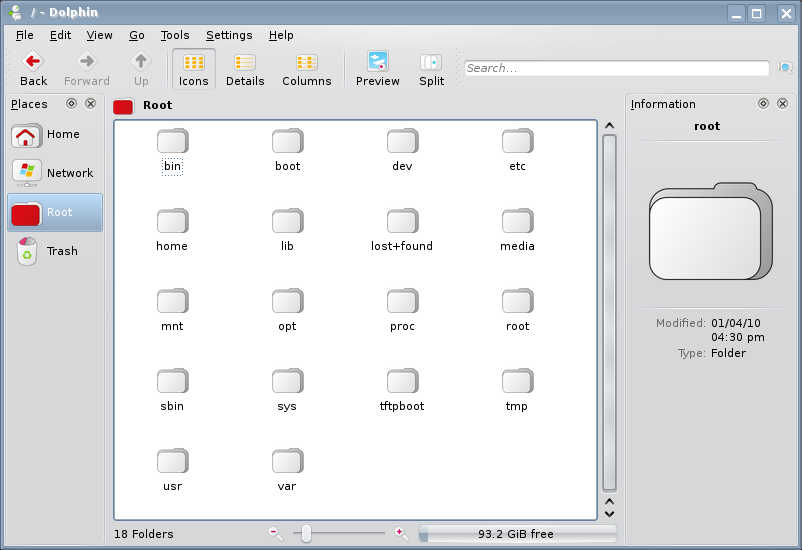 / - Dolphin
File Edit View Go Tools Settings Help
Back Forward Up Icons Details Columns Preview Split Search...
Places
Home
Network
Root
Trash
Root
bin boot dev etc
home lib lost+found media
mnt opt proc root
sbin sys tftpboot tmp
usr var
18 Folders 93.2 GiB free
Information
root
Modified: 01/04/10
04:30 pm
Type: Folder